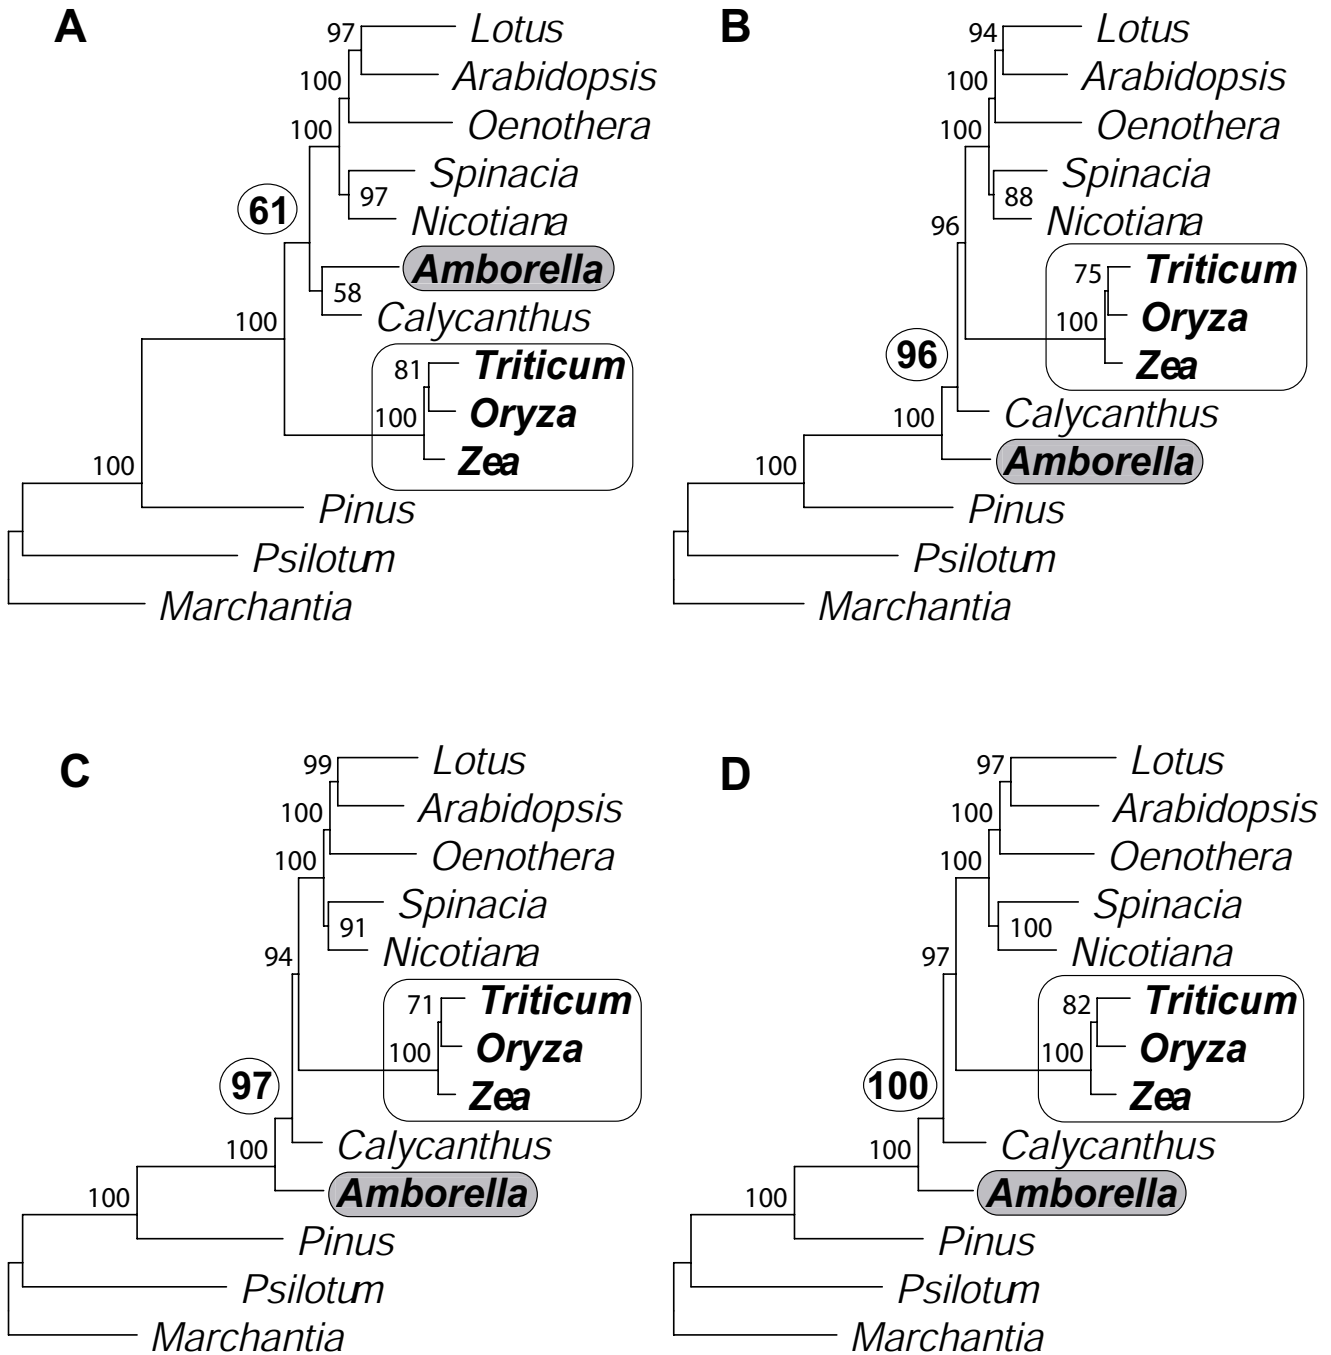 A
97
Lotus
100
Arabidopsis
100
Oenothera
Spinacia
97
61
Nicotiana
Amborella
58
100
Calycanthus
81
Triticum
100
Oryza
Zea
100
Pinus
Psilotum
Marchantia
B
94
Lotus
100
Arabidopsis
100
Oenothera
Spinacia
88
96
Nicotiana
75
Triticum
100
Oryza
96
Zea
100
Calycanthus
Amborella
100
Pinus
Psilotum
Marchantia
C
99
Lotus
100
Arabidopsis
100
Oenothera
Spinacia
91
94
Nicotiana
71
Triticum
100
Oryza
97
Zea
100
Calycanthus
Amborella
100
Pinus
Psilotum
Marchantia
D
97
Lotus
100
Arabidopsis
100
Oenothera
Spinacia
100
97
Nicotiana
82
Triticum
100
Oryza
100
Zea
100
Calycanthus
Amborella
100
Pinus
Psilotum
Marchantia